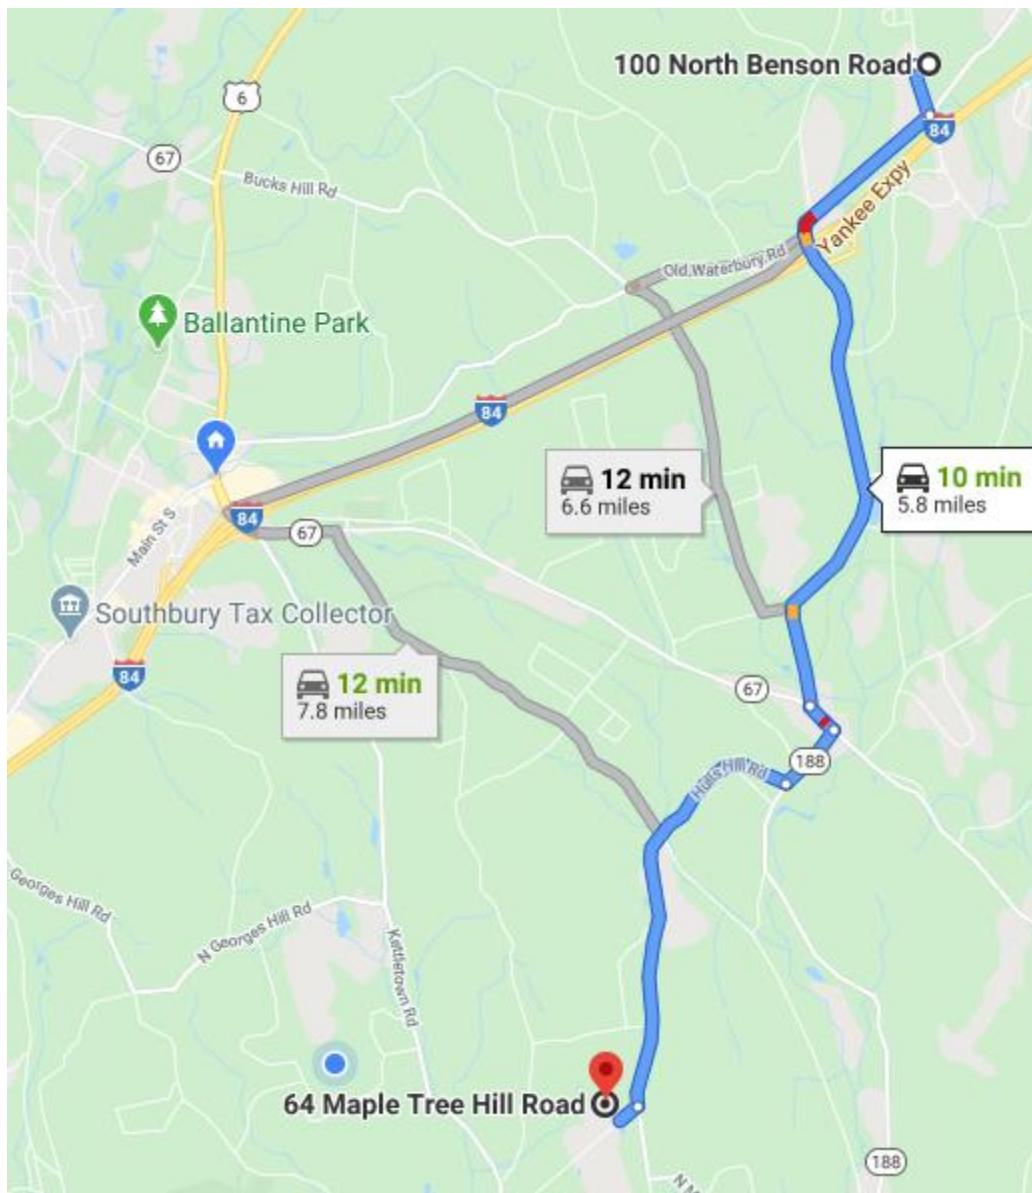 100 North Benson Road
6
84
67
Bucks Hill Rd
Yankee Expy
Old Waterbury Rd
Ballantine Park
84
12 min
6.6 miles
10 min
5.8 miles
84
67
Main St S
Southbury Tax Collector
84
12 min
7.8 miles
67
188
Hulls Hill Rd
Georges Hill Rd
N Georges Hill Rd
Kettletown Rd
64 Maple Tree Hill Road
188